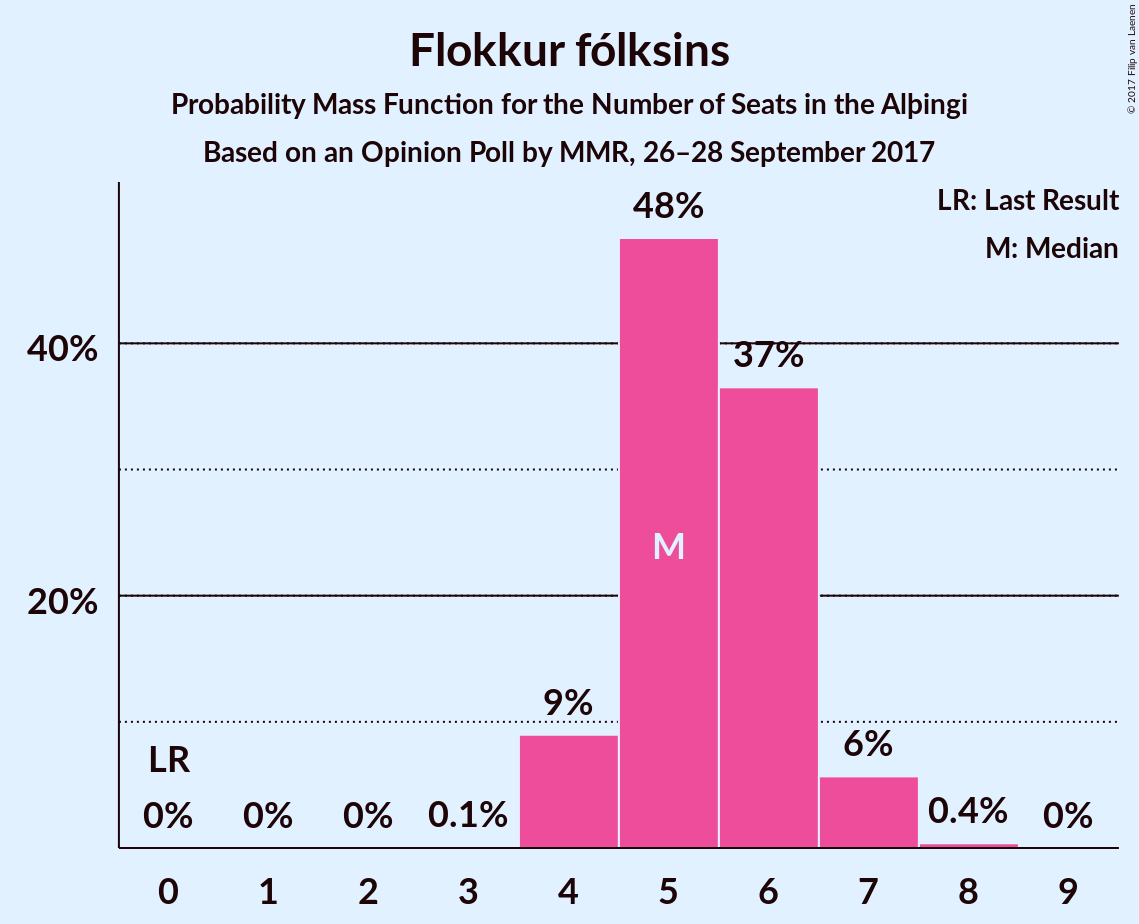 Flokkur fólksins
Probability Mass Function for the Number of Seats in the Alþingi
Based on an Opinion Poll by MMR, 26–28 September 2017
© 2017 Filip van Laenen
LR: Last Result
M: Median
48%
40%
37%
M
20%
9%
6%
LR
0% 0% 0% 0.1% 0.4% 0%
0 1 2 3 4 5 6 7 8 9